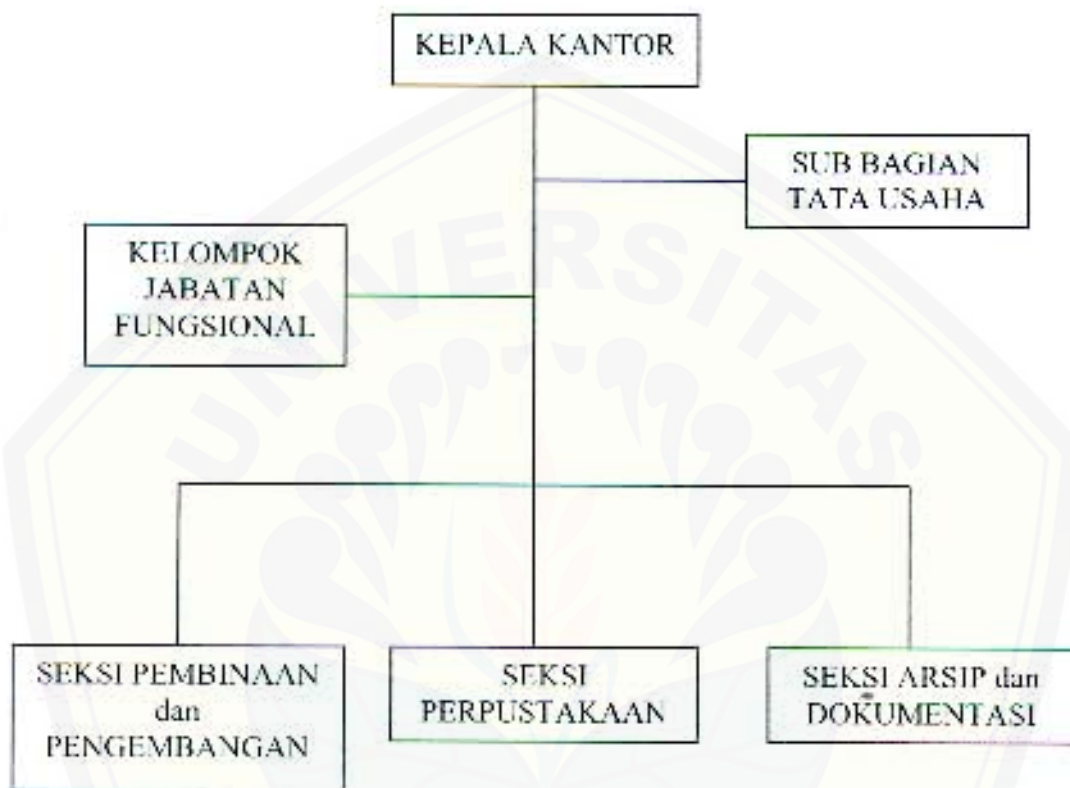 KEPALA KANTOR
SUB BAGIAN
TATA USAHA
KELOMPOK
JABATAN
FUNGSIONAL
UNIVERSITAS
SEKSI PEMBINAAN
dan
PENGEMBANGAN
SEKSI
PERPUSTAKAAN
SEKSI ARSIP dan
DOKUMENTASI